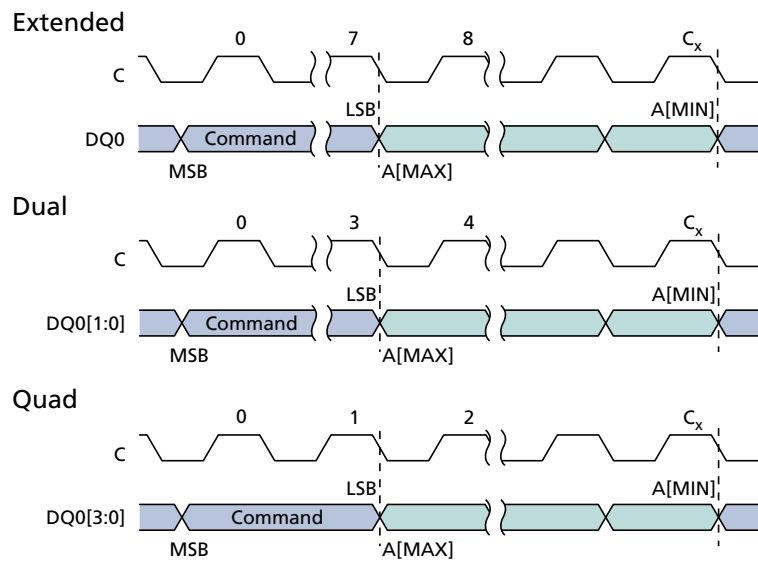 Extended
0 7 8 Cx
C
LSB A[MIN]
DQ0 Command
MSB A[MAX]
Dual
0 3 4 Cx
C
LSB A[MIN]
DQ0[1:0] Command
MSB A[MAX]
Quad
0 1 2 Cx
C
LSB A[MIN]
DQ0[3:0] Command
MSB A[MAX]